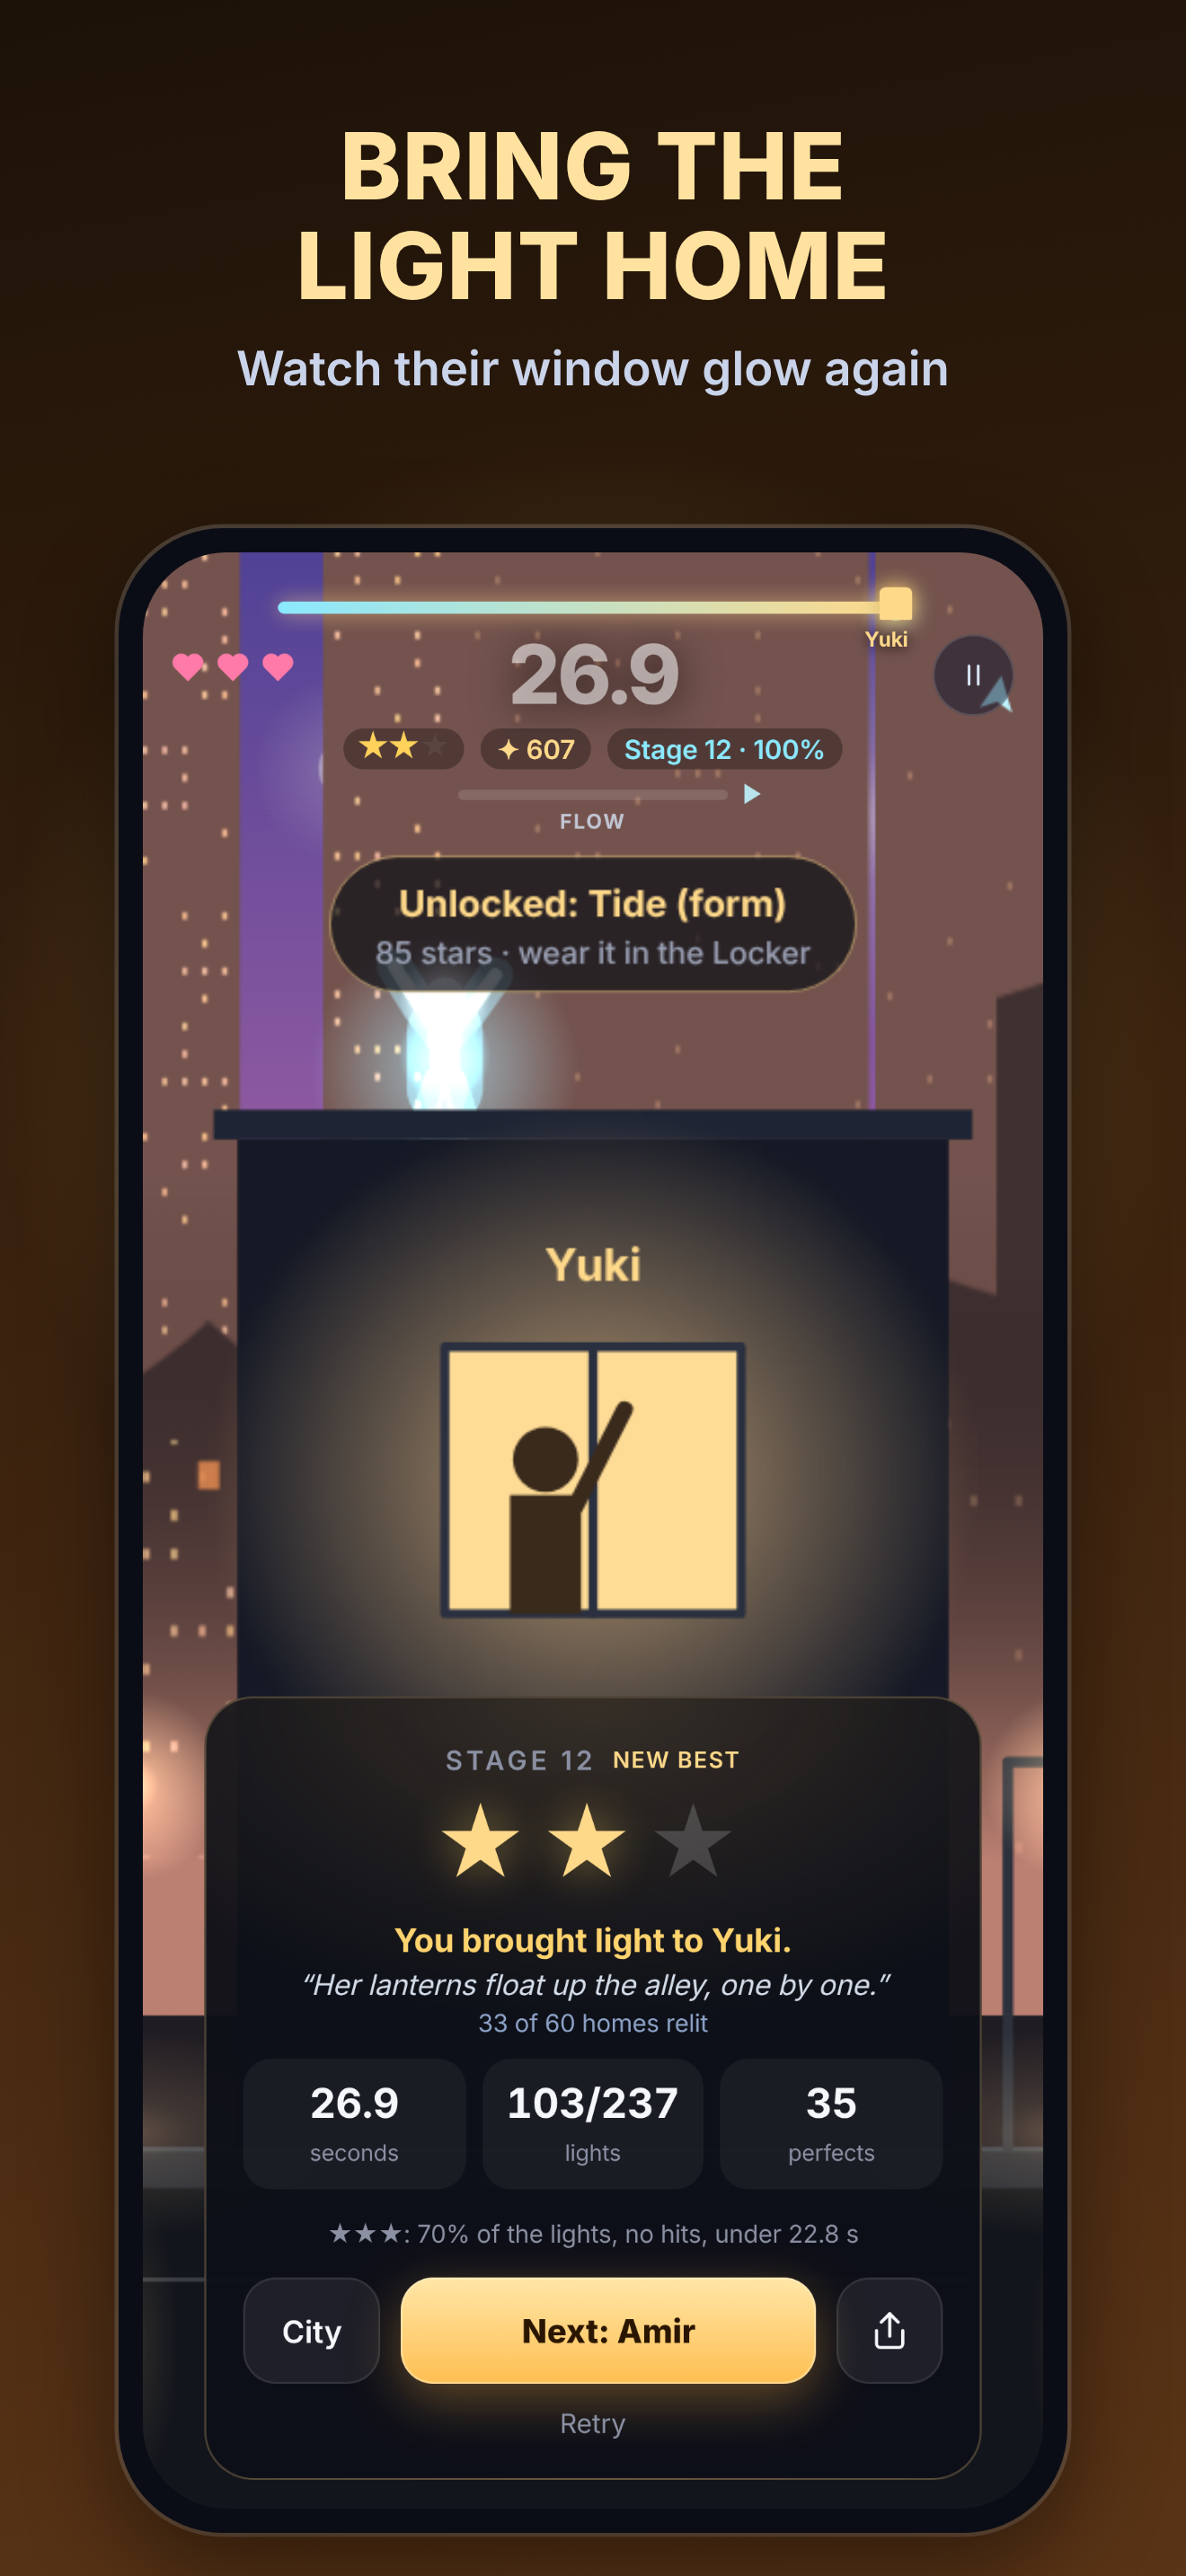 BRING THE
LIGHT HOME
Watch their window glow again
Yuki
26.9
★★★ ✦ 607 Stage 12 · 100%
FLOW
Unlocked: Tide (form)
85 stars · wear it in the Locker
Yuki
STAGE 12 NEW BEST
You brought light to Yuki.
“Her lanterns float up the alley, one by one.”
33 of 60 homes relit
26.9 103/237 35
seconds lights perfects
★★★: 70% of the lights, no hits, under 22.8 s
City Next: Amir
Retry